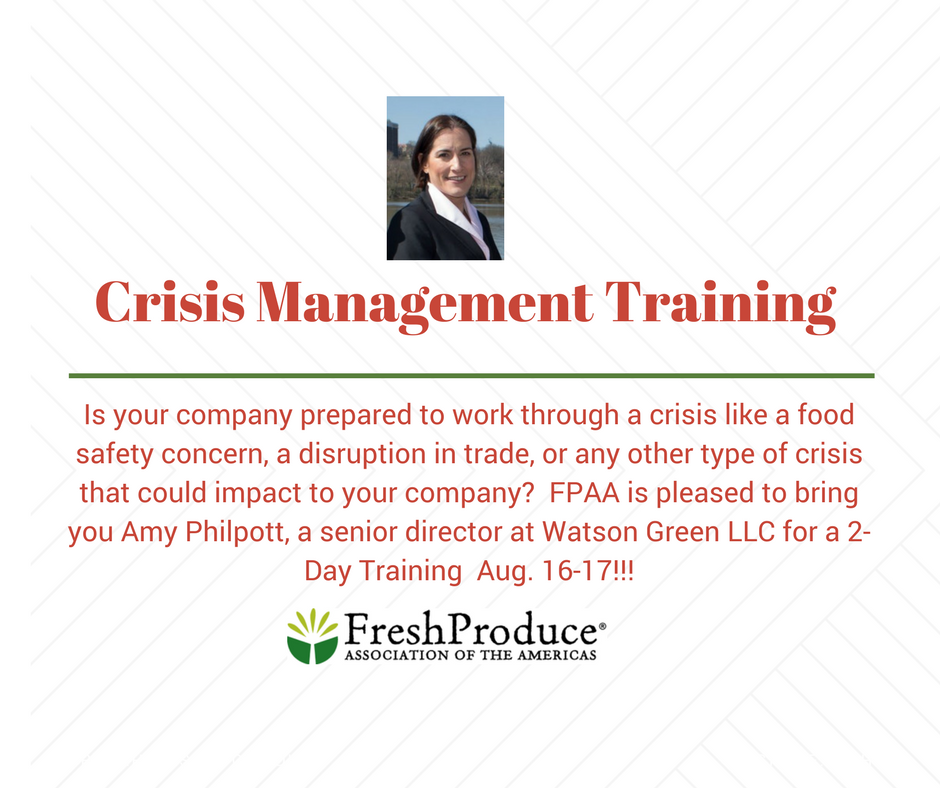 Crisis Management Training
Is your company prepared to work through a crisis like a food
safety concern, a disruption in trade, or any other type of crisis
that could impact to your company?  FPAA is pleased to bring
you Amy Philpott, a senior director at Watson Green LLC for a 2-
Day Training  Aug. 16-17!!!
FreshProduce®
ASSOCIATION OF THE AMERICAS